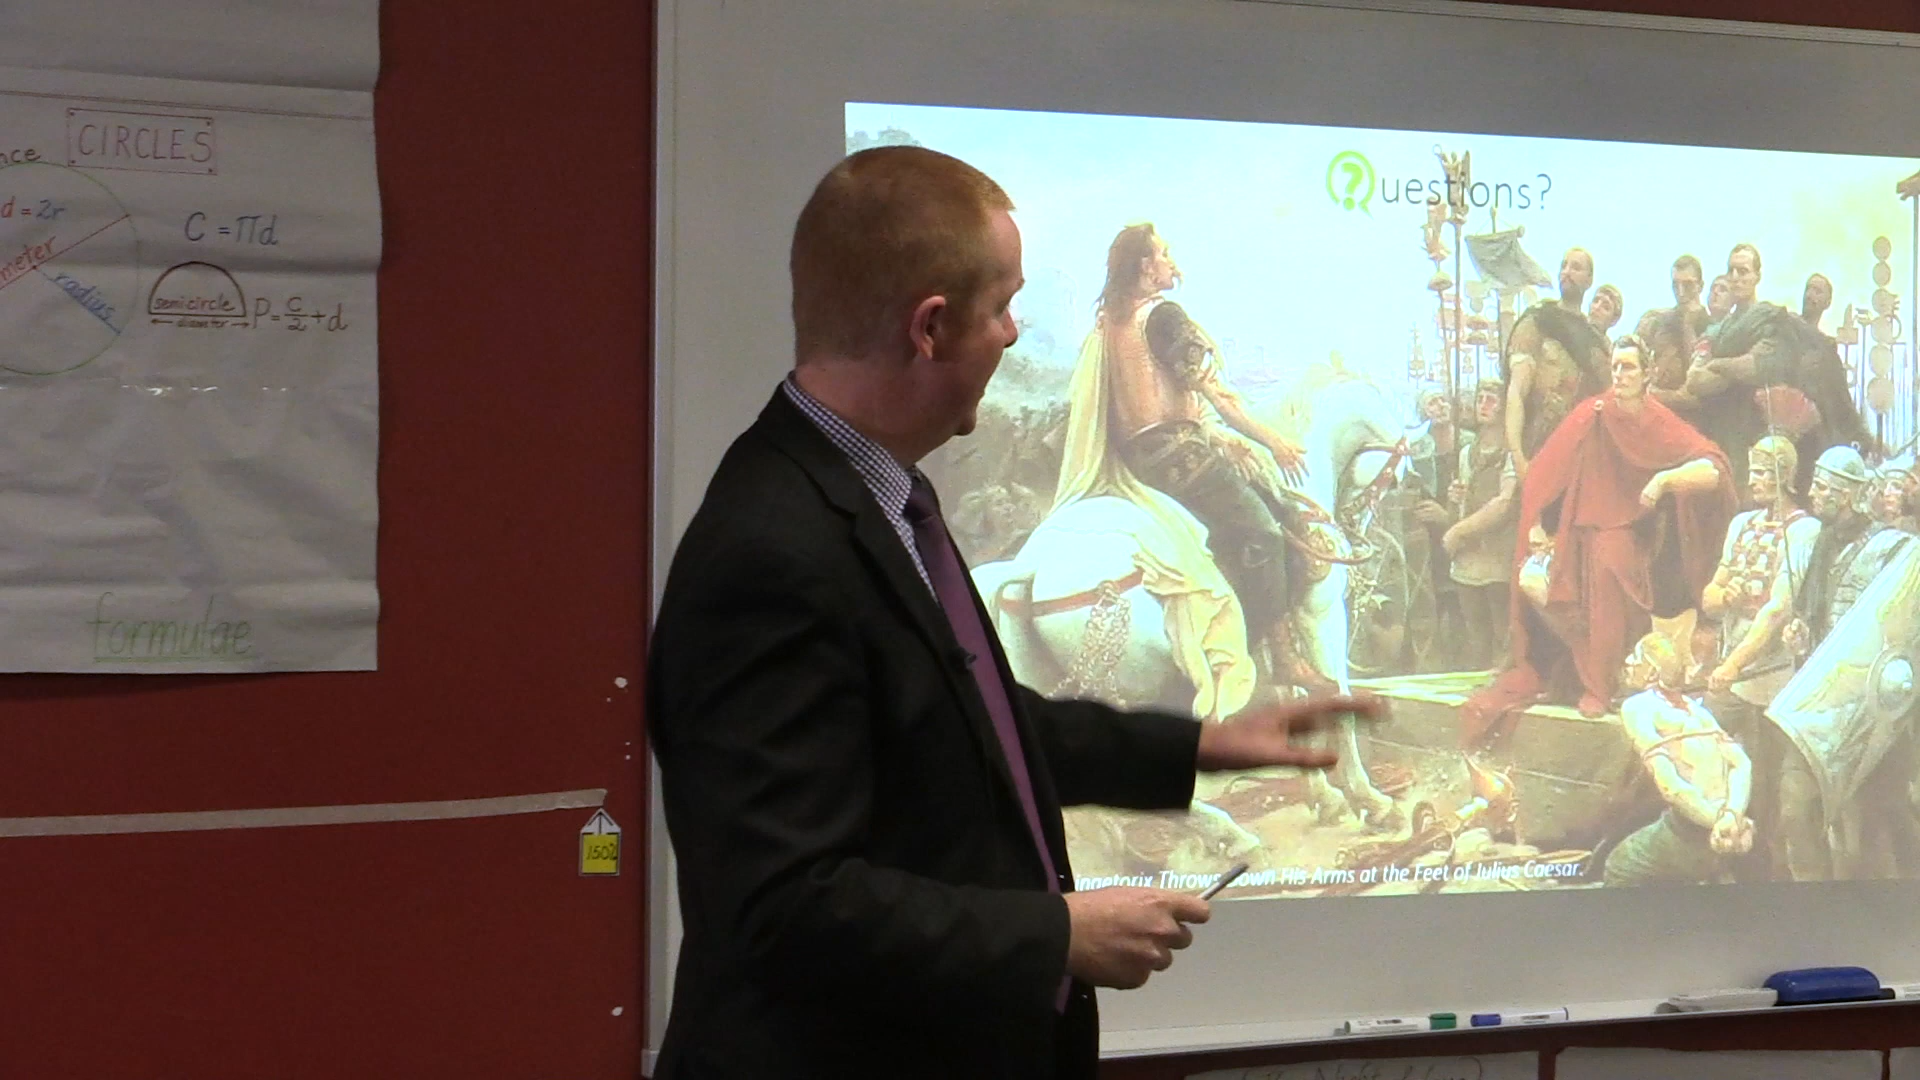 CIRCLES
d = 2r
radius
C = πd
semicircle
diameter
P = C/2 + d
formulae
1502
Questions?
Throws Down His Arms at the Feet of Julius Caesar.